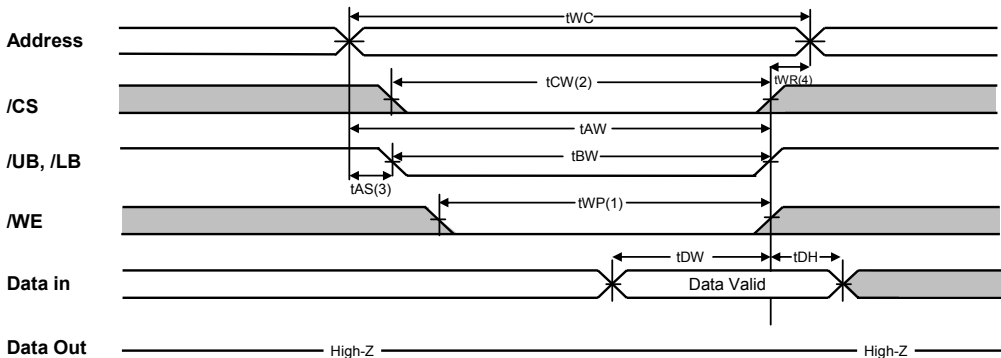 tWC
Address
tCW(2)
tWR(4)
/CS
tAW
/UB, /LB
tBW
tAS(3)
/WE
tWP(1)
tDW
tDH
Data in
Data Valid
Data Out
High-Z
High-Z